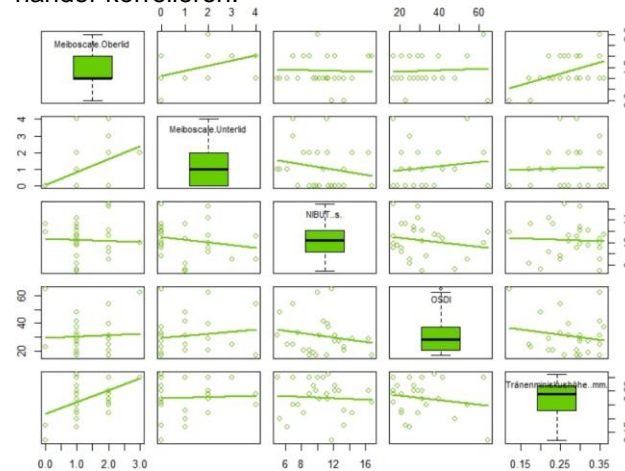 nander korrelieren.
0 1 2 3 4
20 40 60
Meiboscale.Oberlid
0 1 2 3 4
Meiboscale.Unterlid
NIBUT..s.
20 40 60
OSDI
Tränenminiskushöhe..mm.
0.0 1.0 2.0 3.0
6 8 12 16
0.15 0.25 0.35